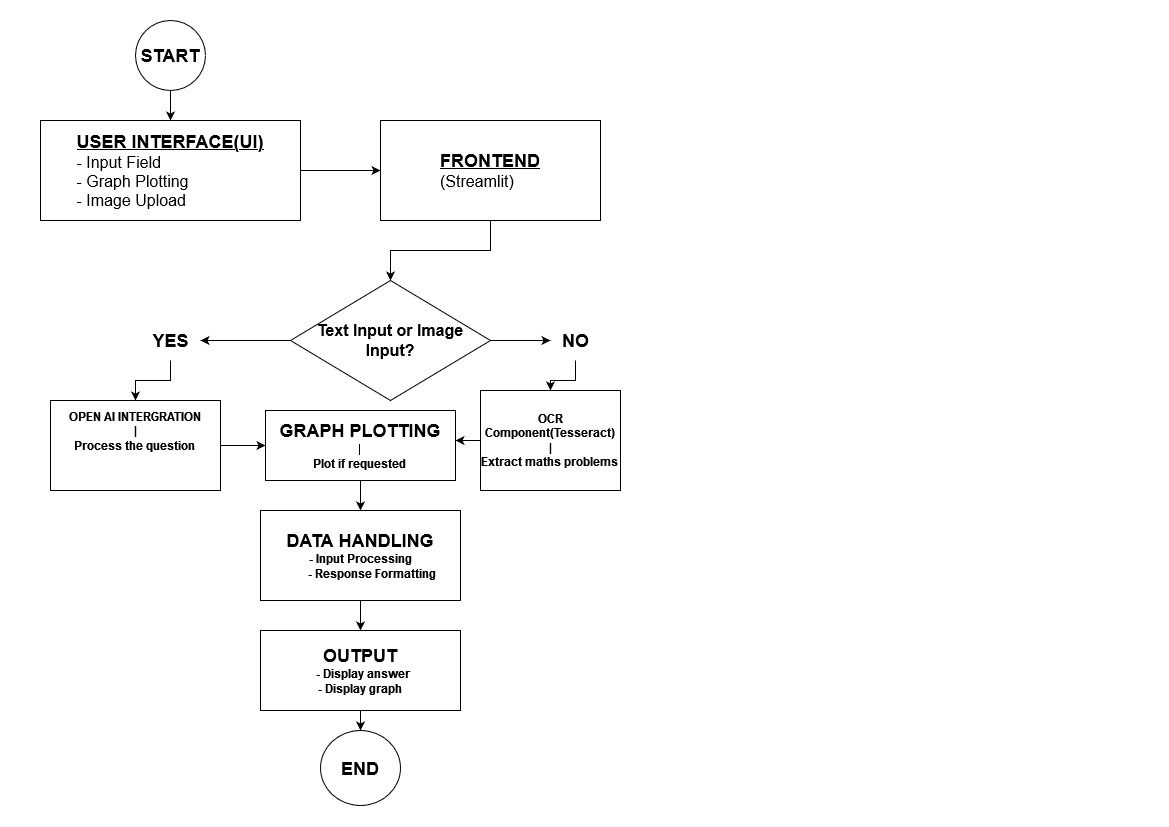 START
USER INTERFACE(UI)
- Input Field
- Graph Plotting
- Image Upload
FRONTEND
(Streamlit)
Text Input or Image
Input?
YES
NO
OPEN AI INTERGRATION
|
Process the question
GRAPH PLOTTING
|
Plot if requested
OCR
Component(Tesseract)
|
Extract maths problems
DATA HANDLING
- Input Processing
- Response Formatting
OUTPUT
- Display answer
- Display graph
END